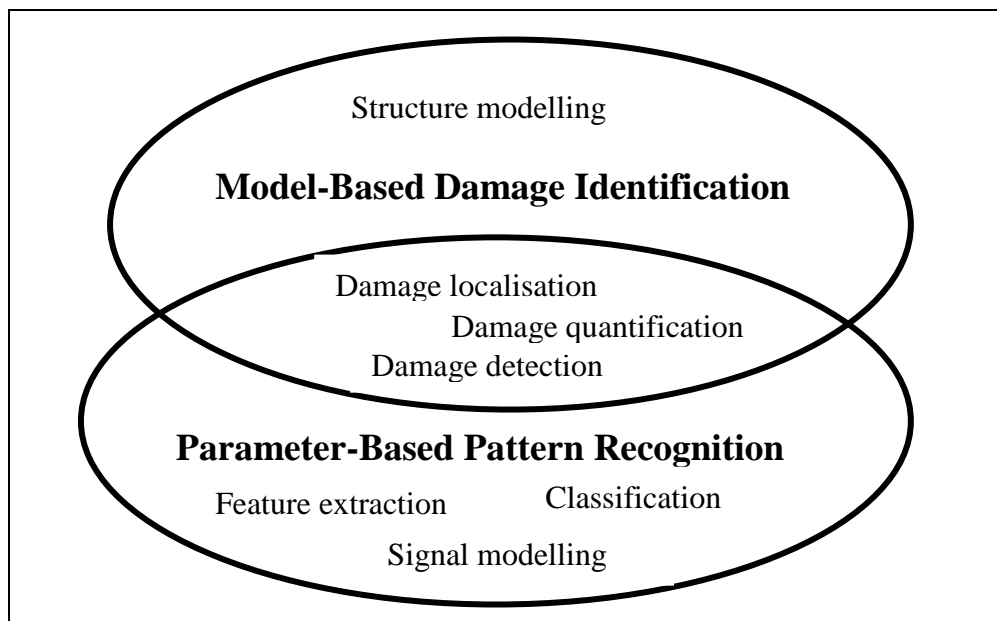 Structure modelling
Model-Based Damage Identification
Damage localisation
Damage quantification
Damage detection
Parameter-Based Pattern Recognition
Feature extraction
Classification
Signal modelling